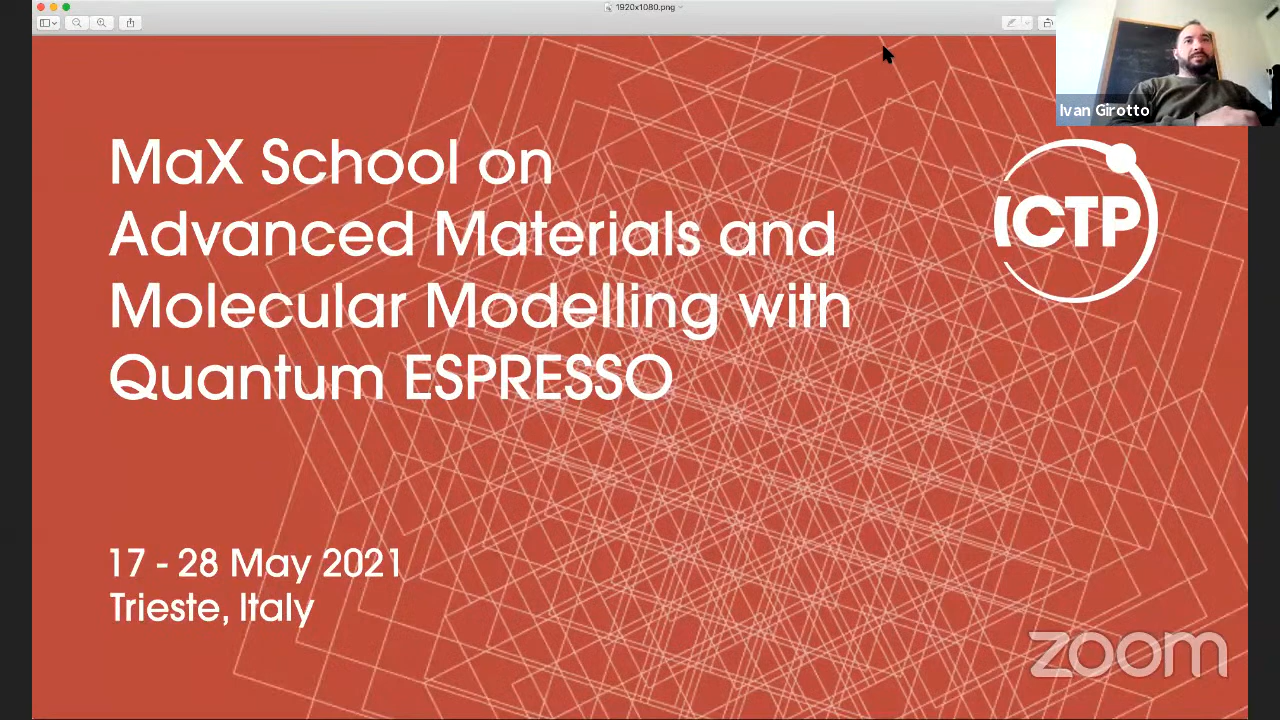 1920x1080.png
Ivan Girotto
MaX School on
Advanced Materials and
Molecular Modelling with
Quantum ESPRESSO
ICTP
17 - 28 May 2021
Trieste, Italy
zoom